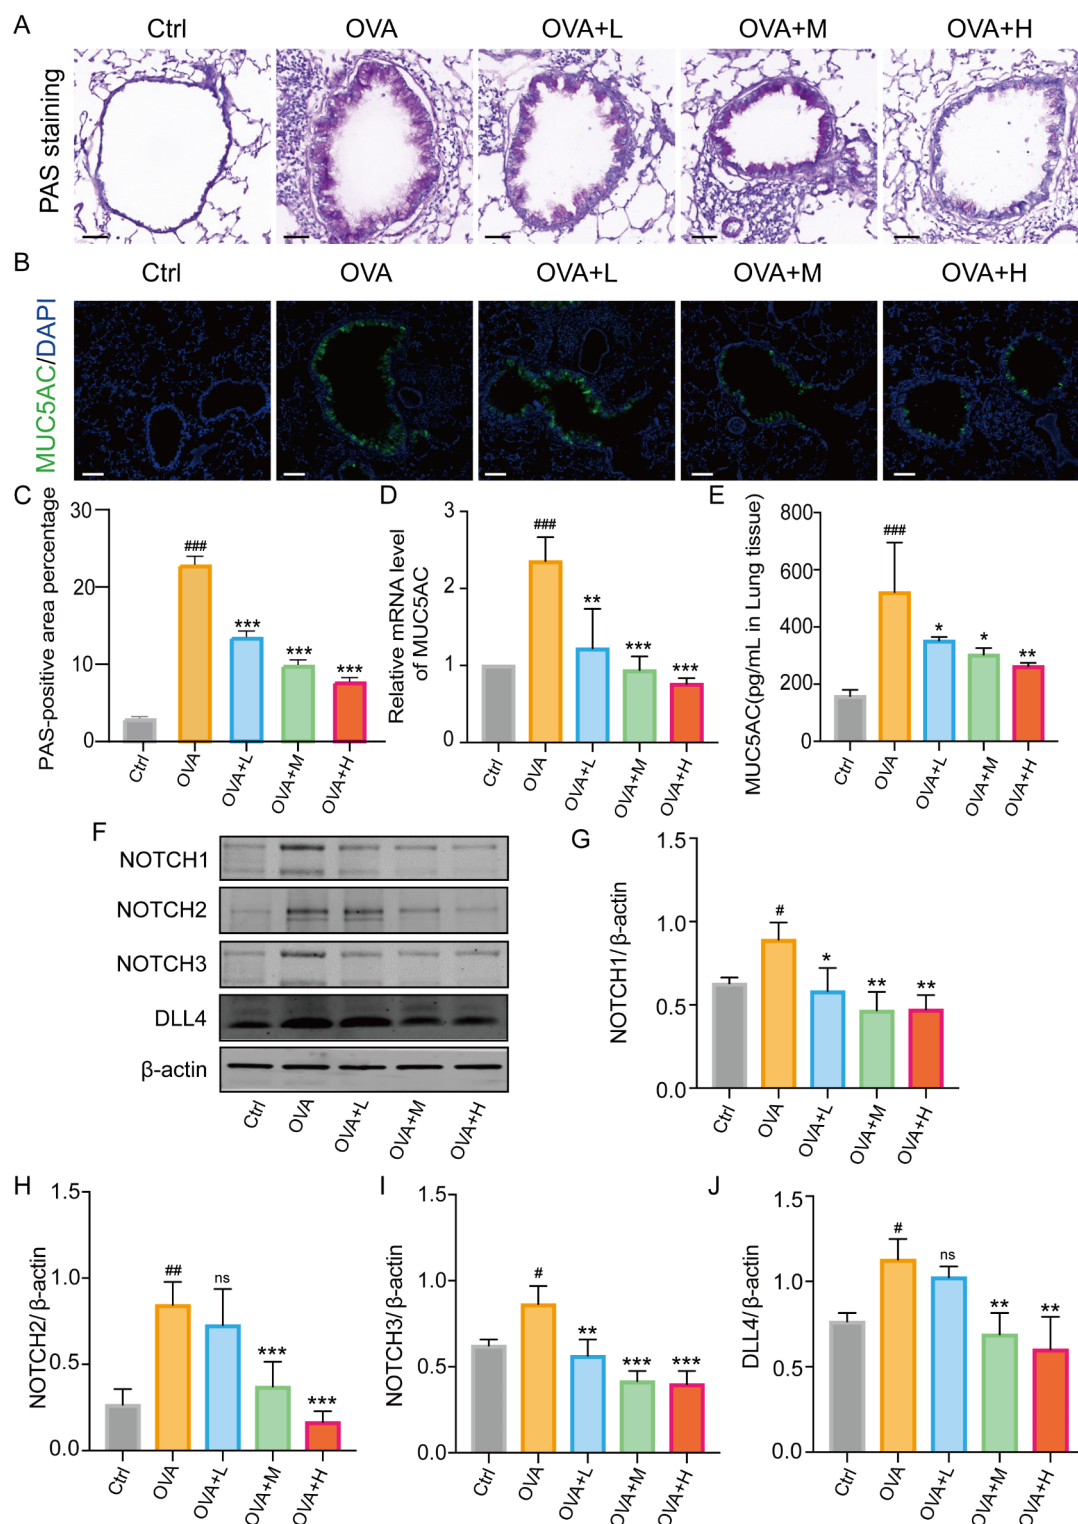 A
Ctrl OVA OVA+L OVA+M OVA+H
PAS staining
B
Ctrl OVA OVA+L OVA+M OVA+H
MUC5AC/DAPI
C
PAS-positive area percentage
30
20
10
0
###
***
***
***
Ctrl OVA OVA+L OVA+M OVA+H
D
Relative mRNA level
of MUC5AC
3
2
1
0
###
**
***
***
Ctrl OVA OVA+L OVA+M OVA+H
E
MUC5AC(pg/mL in Lung tissue)
800
600
400
200
0
###
*
*
**
Ctrl OVA OVA+L OVA+M OVA+H
F
NOTCH1
NOTCH2
NOTCH3
DLL4
β-actin
Ctrl OVA OVA+L OVA+M OVA+H
G
NOTCH1/β-actin
1.5
1.0
0.5
0.0
#
*
**
**
Ctrl OVA OVA+L OVA+M OVA+H
H
NOTCH2/β-actin
1.5
1.0
0.5
0.0
##
ns
***
***
Ctrl OVA OVA+L OVA+M OVA+H
I
NOTCH3/β-actin
1.5
1.0
0.5
0.0
#
**
***
***
Ctrl OVA OVA+L OVA+M OVA+H
J
DLL4/β-actin
1.5
1.0
0.5
0.0
#
ns
**
**
Ctrl OVA OVA+L OVA+M OVA+H